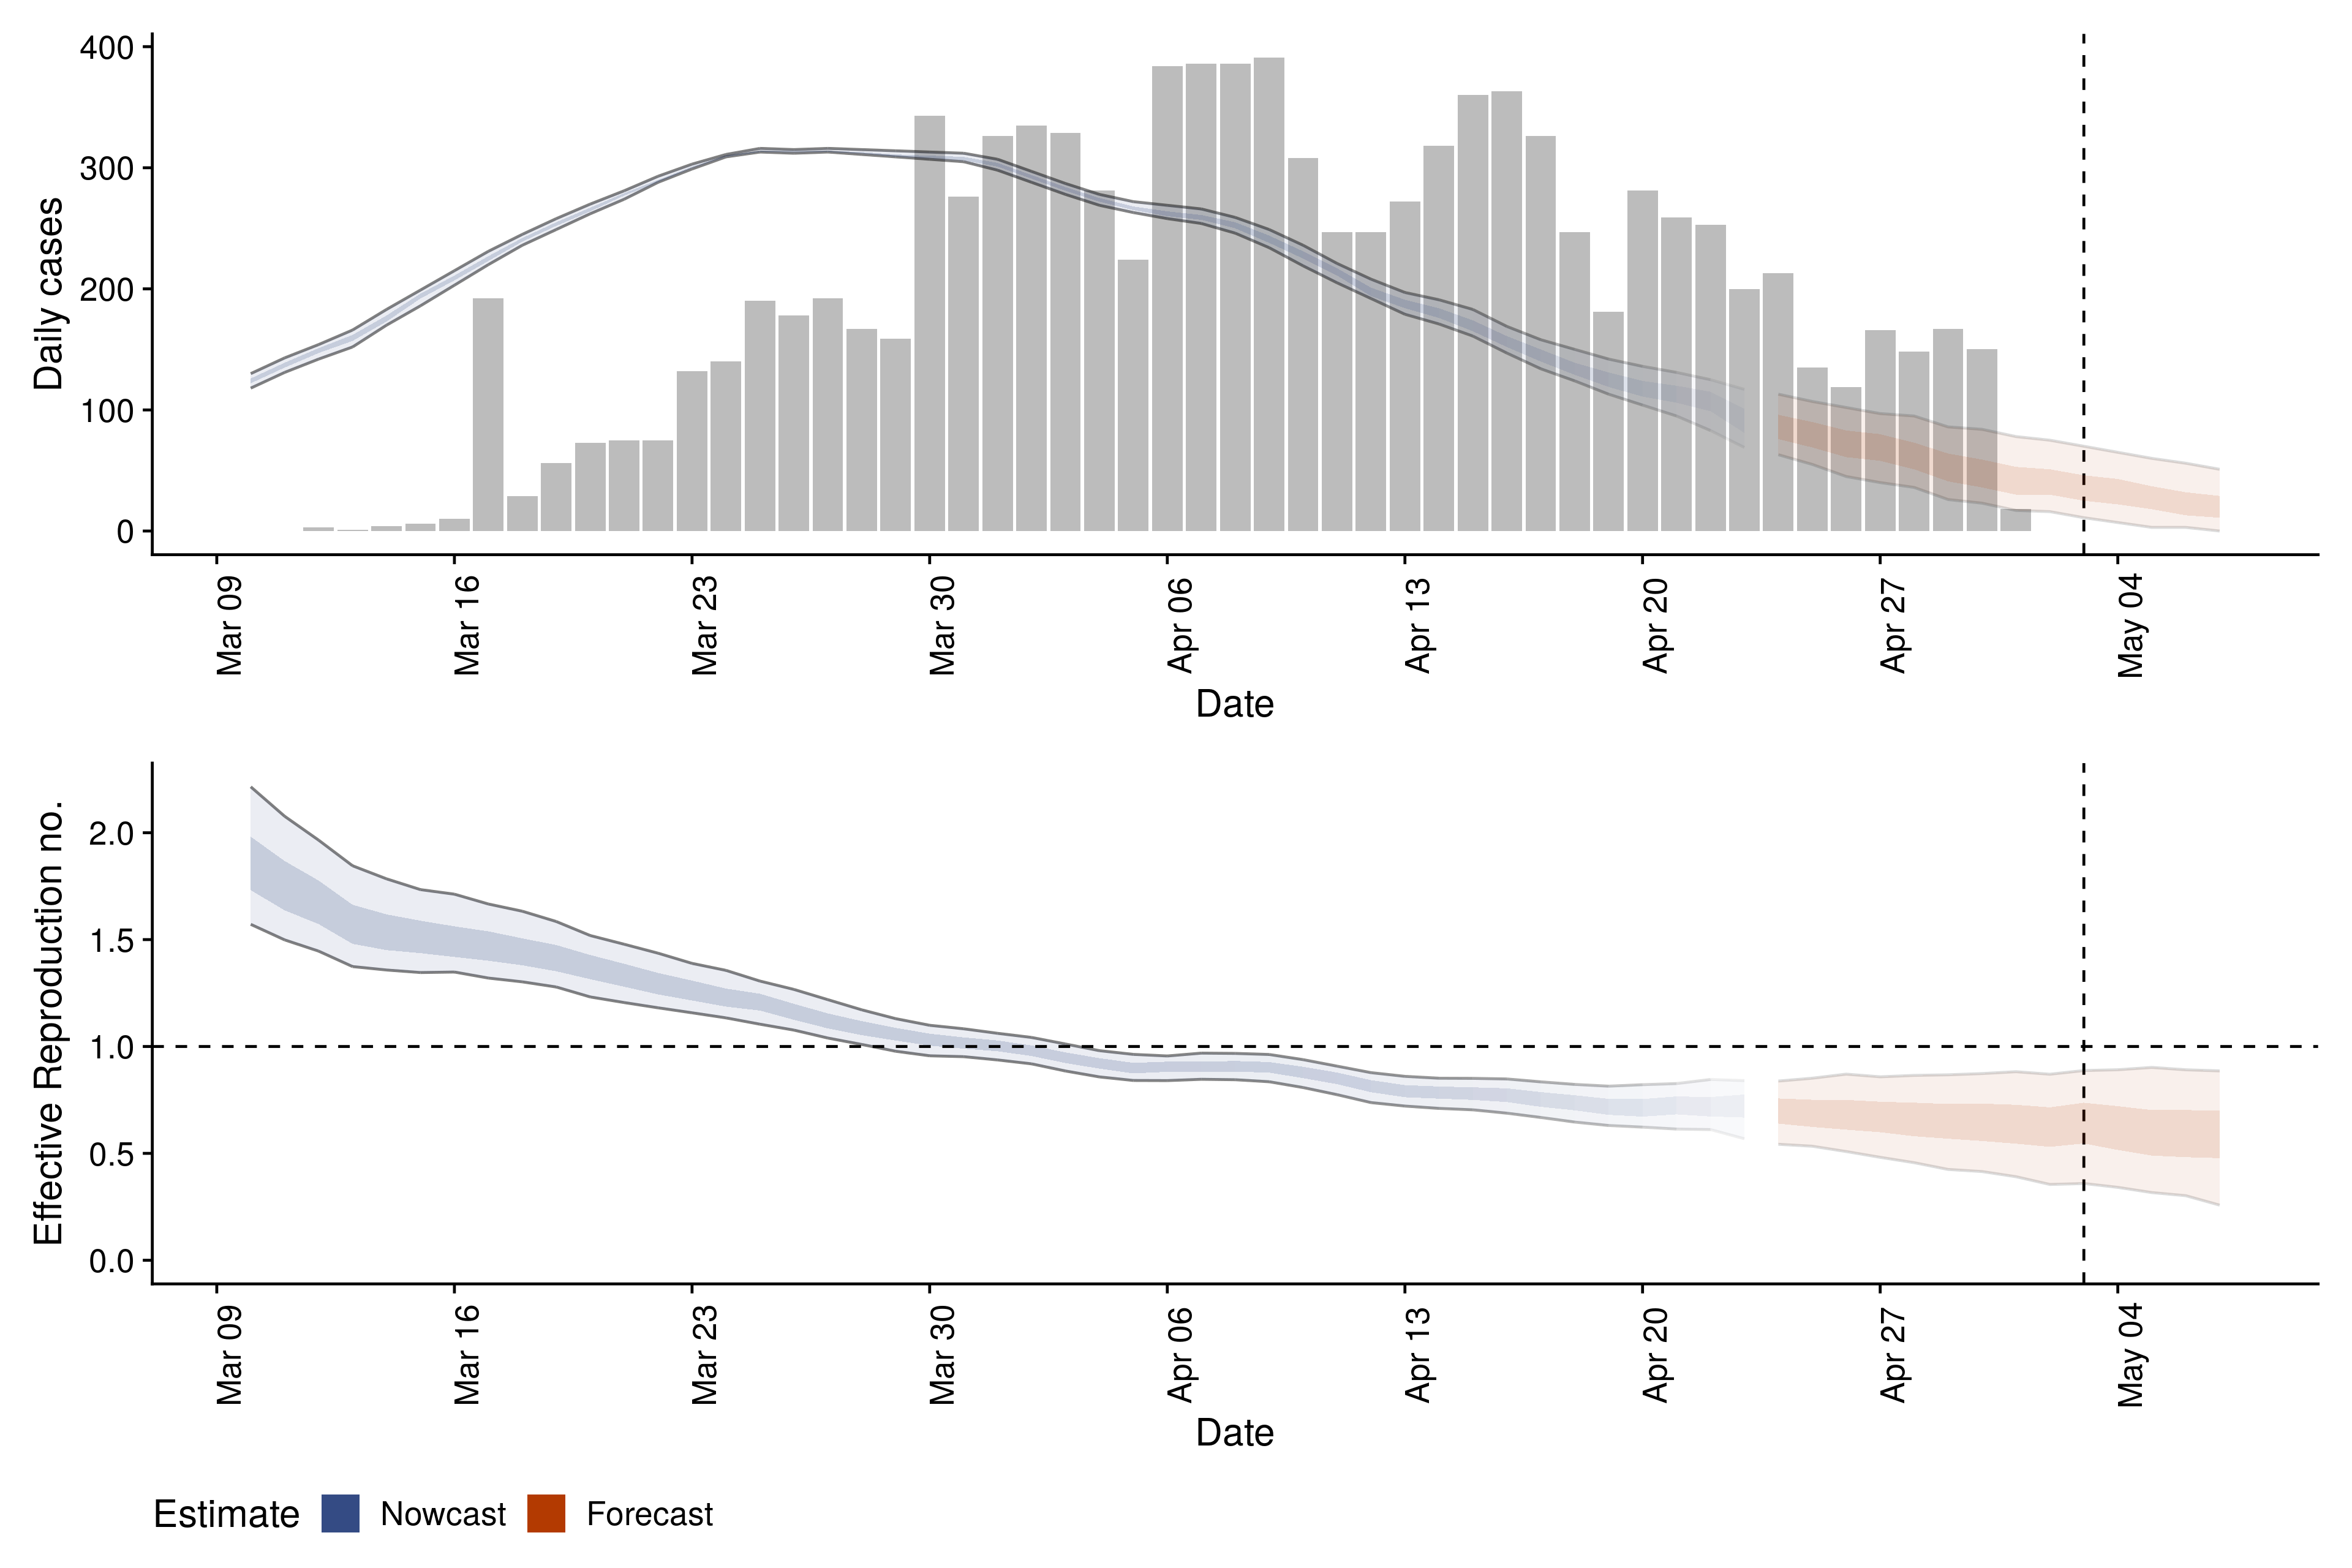 Daily cases
400
300
200
100
0
Mar 09
Mar 16
Mar 23
Mar 30
Apr 06
Apr 13
Apr 20
Apr 27
May 04
Date
Effective Reproduction no.
2.0
1.5
1.0
0.5
0.0
Mar 09
Mar 16
Mar 23
Mar 30
Apr 06
Apr 13
Apr 20
Apr 27
May 04
Date
Estimate Nowcast Forecast